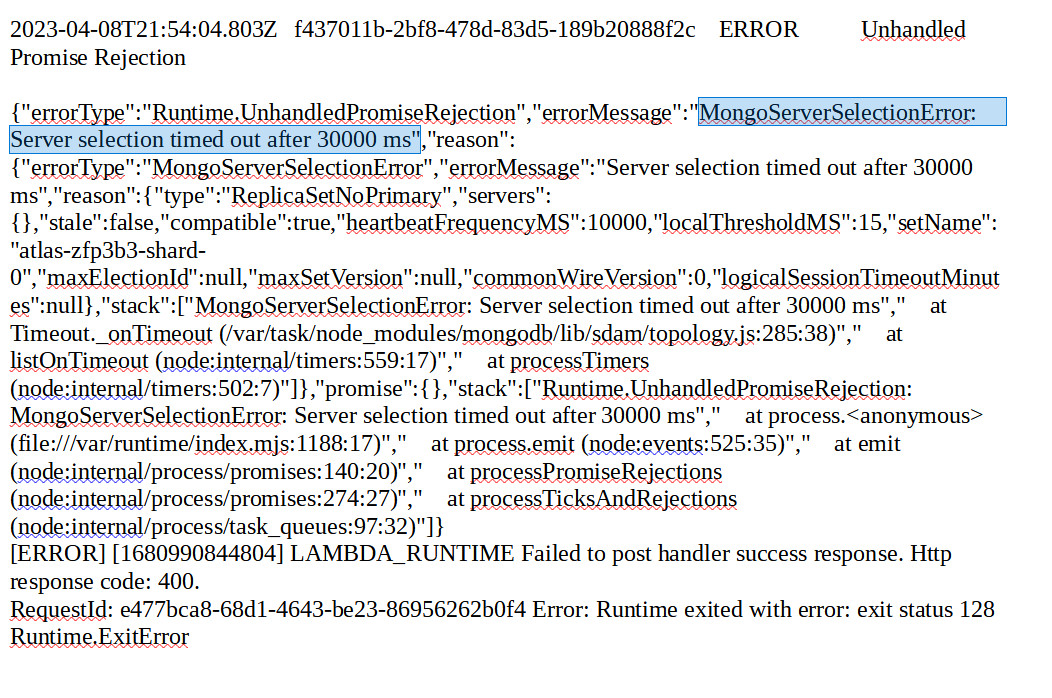 2023-04-08T21:54:04.803Z f437011b-2bf8-478d-83d5-189b20888f2c ERROR Unhandled
Promise Rejection
{"errorType":"Runtime.UnhandledPromiseRejection","errorMessage":"MongoServerSelectionError:
Server selection timed out after 30000 ms","reason":
{"errorType":"MongoServerSelectionError","errorMessage":"Server selection timed out after 30000
ms","reason":{"type":"ReplicaSetNoPrimary","servers":
{},"stale":false,"compatible":true,"heartbeatFrequencyMS":10000,"localThresholdMS":15,"setName":
"atlas-zfp3b3-shard-
0","maxElectionId":null,"maxSetVersion":null,"commonWireVersion":0,"logicalSessionTimeoutMinut
es":null},"stack":["MongoServerSelectionError: Server selection timed out after 30000 ms"," at
Timeout._onTimeout (/var/task/node_modules/mongodb/lib/sdam/topology.js:285:38)"," at
listOnTimeout (node:internal/timers:559:17)"," at processTimers
(node:internal/timers:502:7)"]},"promise":{},"stack":["Runtime.UnhandledPromiseRejection:
MongoServerSelectionError: Server selection timed out after 30000 ms"," at process.<anonymous>
(file:///var/runtime/index.mjs:1188:17)"," at process.emit (node:events:525:35)"," at emit
(node:internal/process/promises:140:20)"," at processPromiseRejections
(node:internal/process/promises:274:27)"," at processTicksAndRejections
(node:internal/process/task_queues:97:32)"]}
[ERROR] [1680990844804] LAMBDA_RUNTIME Failed to post handler success response. Http
response code: 400.
RequestId: e477bca8-68d1-4643-be23-86956262b0f4 Error: Runtime exited with error: exit status 128
Runtime.ExitError